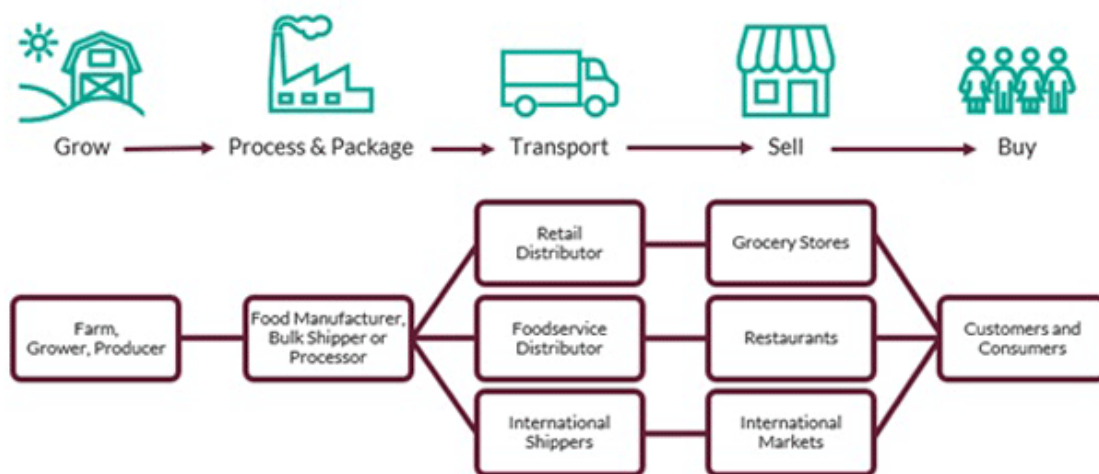 Grow
Process & Package
Transport
Sell
Buy
Retail
Distributor
Grocery Stores
Farm,
Grower, Producer
Food Manufacturer,
Bulk Shipper or
Processor
Foodservice
Distributor
Restaurants
Customers and
Consumers
International
Shippers
International
Markets